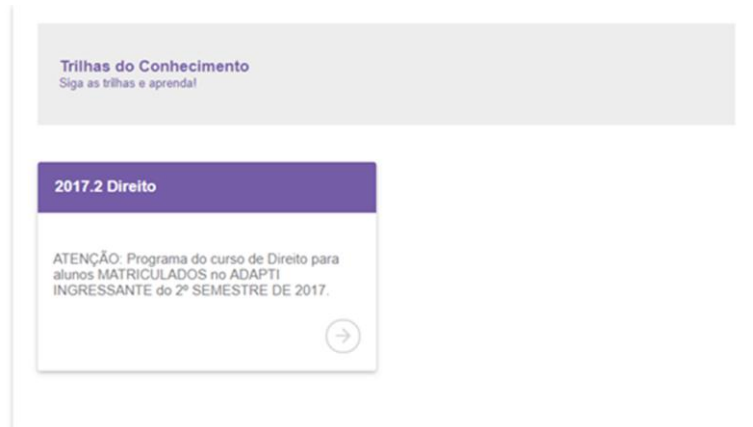 Trilhas do Conhecimento
Siga as trilhas e aprenda!
2017.2 Direito
ATENÇÃO: Programa do curso de Direito para
alunos MATRICULADOS no ADAPTI
INGRESSANTE do 2º SEMESTRE DE 2017.